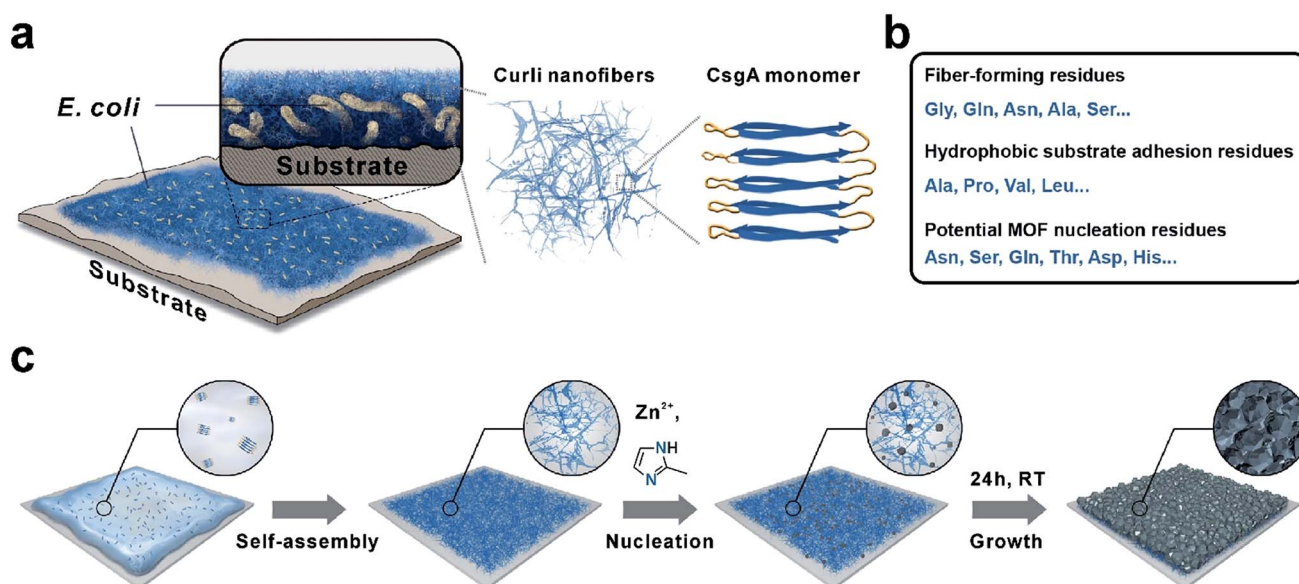 a
E. coli
Substrate
Substrate
Curli nanofibers
CsgA monomer
b
Fiber-forming residues
Gly, Gln, Asn, Ala, Ser...
Hydrophobic substrate adhesion residues
Ala, Pro, Val, Leu...
Potential MOF nucleation residues
Asn, Ser, Gln, Thr, Asp, His...
c
Self-assembly
Zn²⁺,
NH
N
Nucleation
24h, RT
Growth